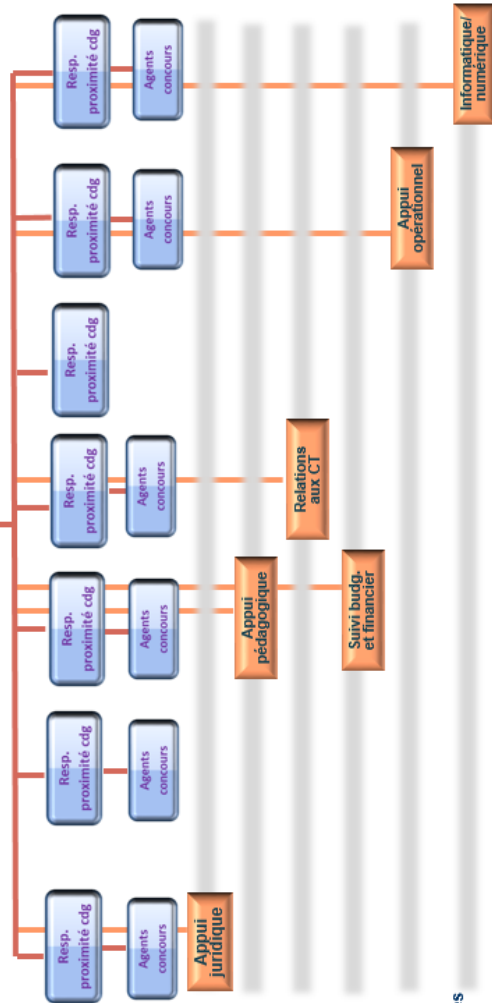 Resp.
proximité cdg
Resp.
proximité cdg
Resp.
proximité cdg
Resp.
proximité cdg
Resp.
proximité cdg
Resp.
proximité cdg
Resp.
proximité cdg
Agents
concours
Agents
concours
Agents
concours
Agents
concours
Agents
concours
Agents
concours
Appui
juridique
Appui
pédagogique
Relations
aux CT
Suivi budg.
et financier
Appui
opérationnel
Informatique/
numérique